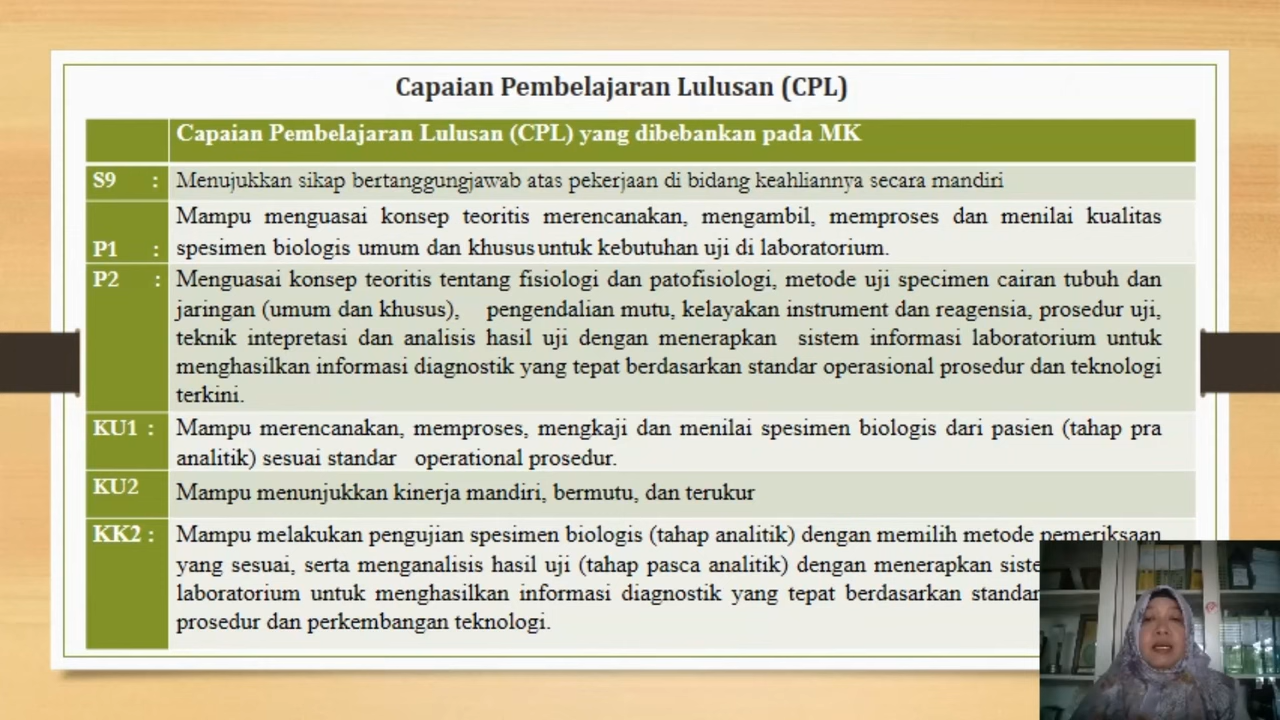 Capaian Pembelajaran Lulusan (CPL)
Capaian Pembelajaran Lulusan (CPL) yang dibebankan pada MK
S9 : Menujukkan sikap bertanggungjawab atas pekerjaan di bidang keahliannya secara mandiri
Mampu menguasai konsep teoritis merencanakan, mengambil, memproses dan menilai kualitas
P1 : spesimen biologis umum dan khusus untuk kebutuhan uji di laboratorium.
P2 : Menguasai konsep teoritis tentang fisiologi dan patofisiologi, metode uji specimen cairan tubuh dan
jaringan (umum dan khusus), pengendalian mutu, kelayakan instrument dan reagensia, prosedur uji,
teknik intepretasi dan analisis hasil uji dengan menerapkan sistem informasi laboratorium untuk
menghasilkan informasi diagnostik yang tepat berdasarkan standar operasional prosedur dan teknologi
terkini.
KU1 : Mampu merencanakan, memproses, mengkaji dan menilai spesimen biologis dari pasien (tahap pra
analitik) sesuai standar operational prosedur.
KU2 Mampu menunjukkan kinerja mandiri, bermutu, dan terukur
KK2 : Mampu melakukan pengujian spesimen biologis (tahap analitik) dengan memilih metode pemeriksaan
yang sesuai, serta menganalisis hasil uji (tahap pasca analitik) dengan menerapkan
laboratorium untuk menghasilkan informasi diagnostik yang tepat berdasarkan standar
prosedur dan perkembangan teknologi.